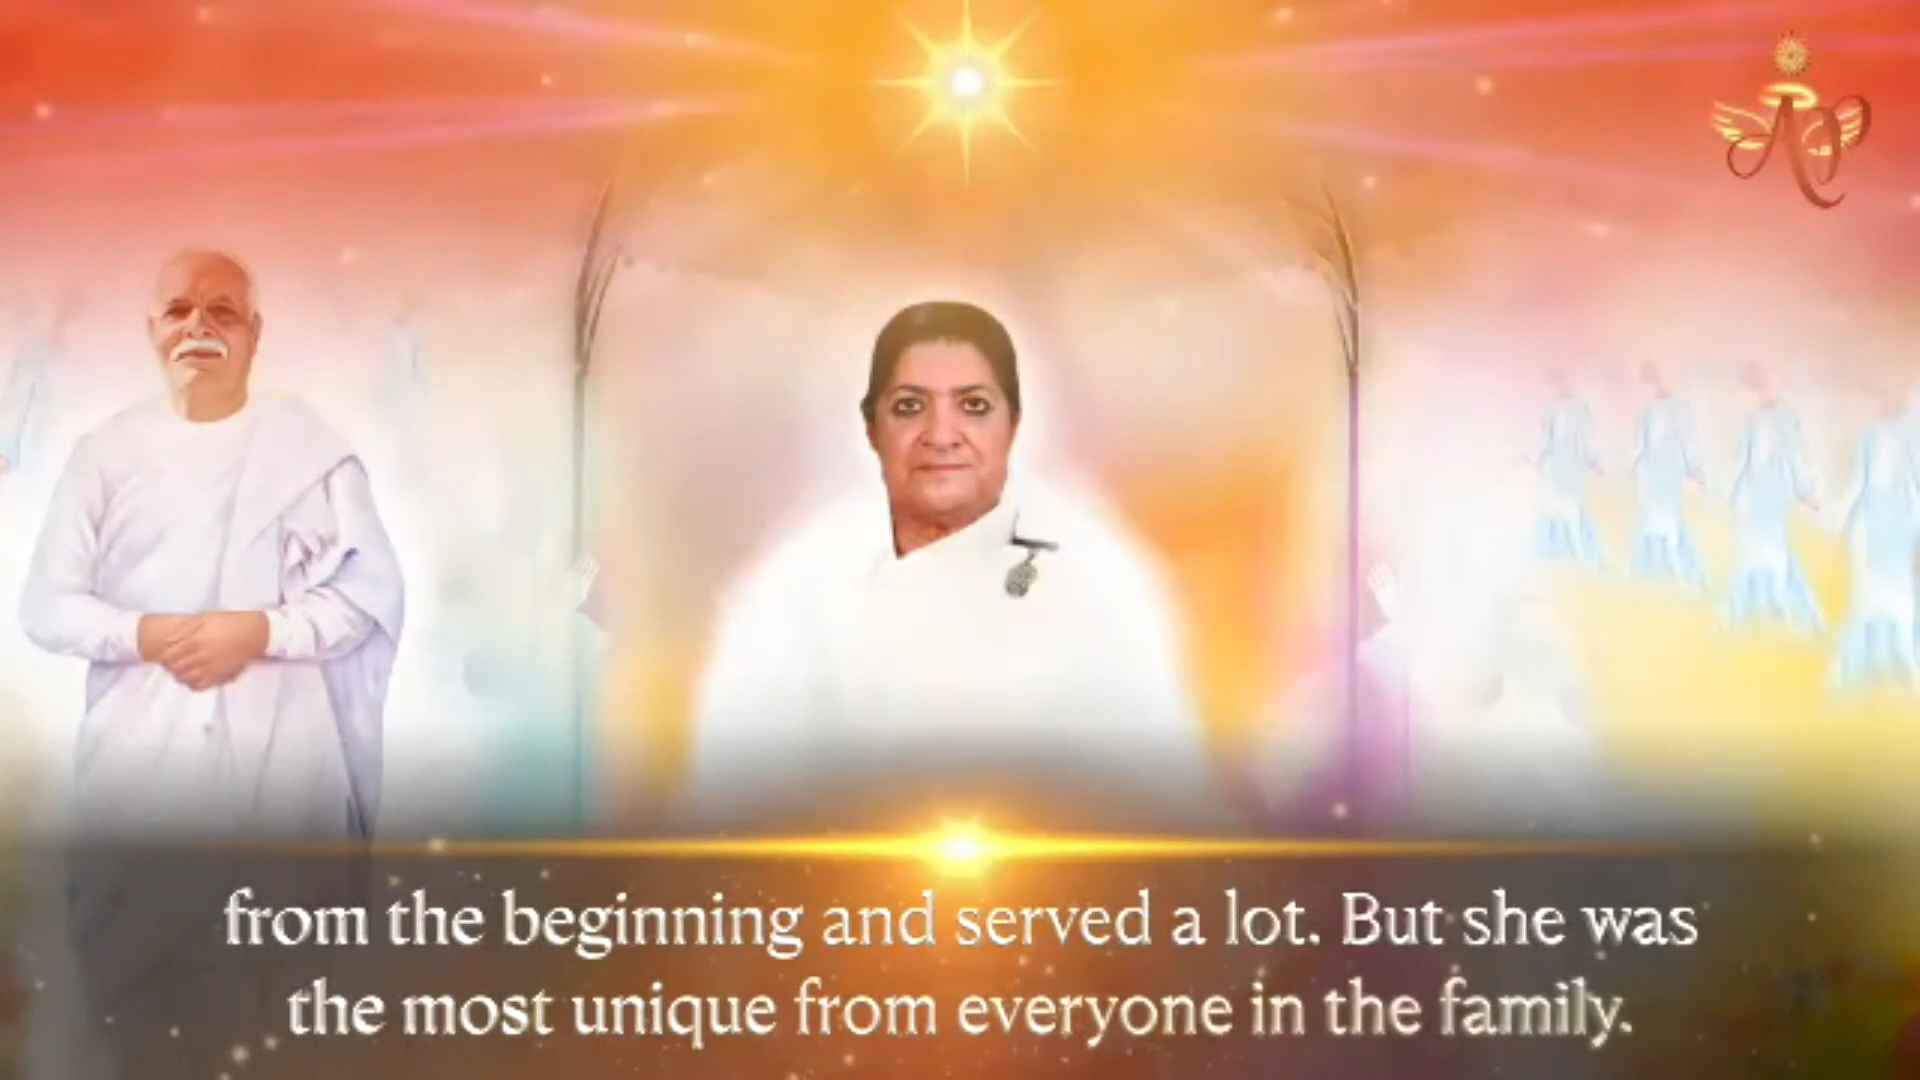 from the beginning and served a lot. But she was
the most unique from everyone in the family.